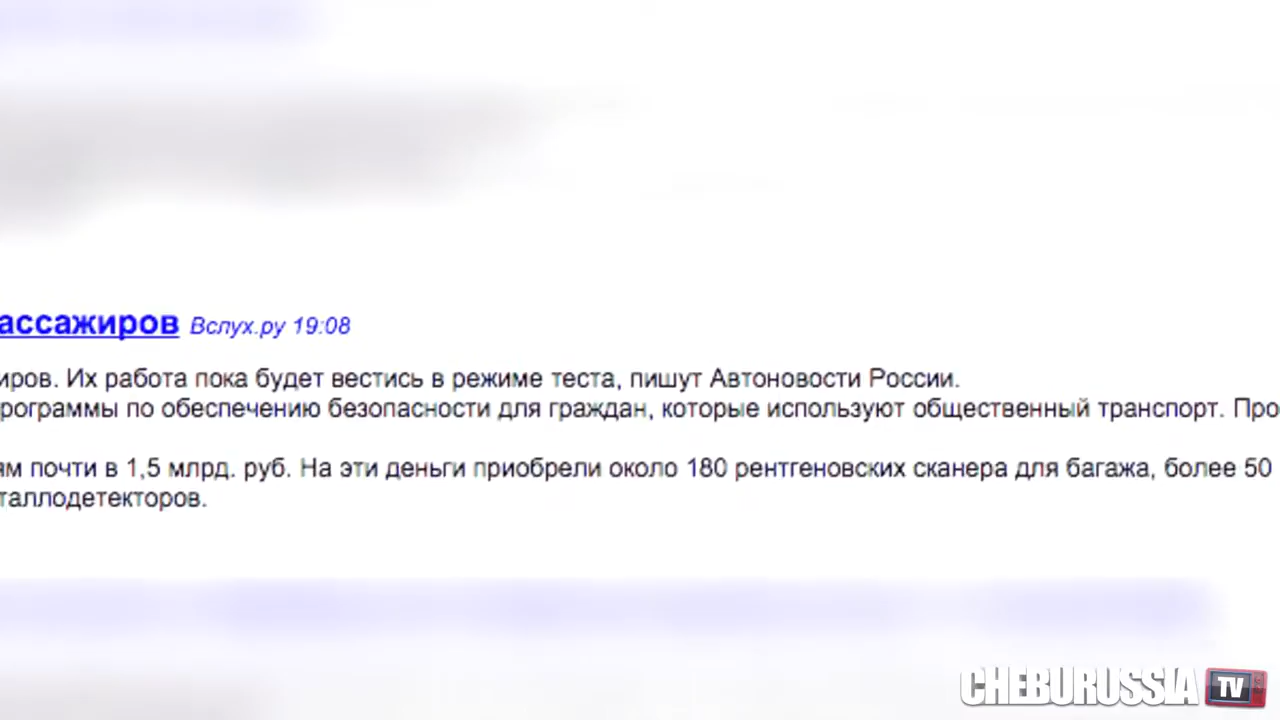 ассажиров Вслух.ру 19:08
иров. Их работа пока будет вестись в режиме теста, пишут Автоновости России.
рограммы по обеспечению безопасности для граждан, которые используют общественный транспорт. Про
ям почти в 1,5 млрд. руб. На эти деньги приобрели около 180 рентгеновских сканера для багажа, более 50
таллодетекторов.
CHEBURUSSIA TV